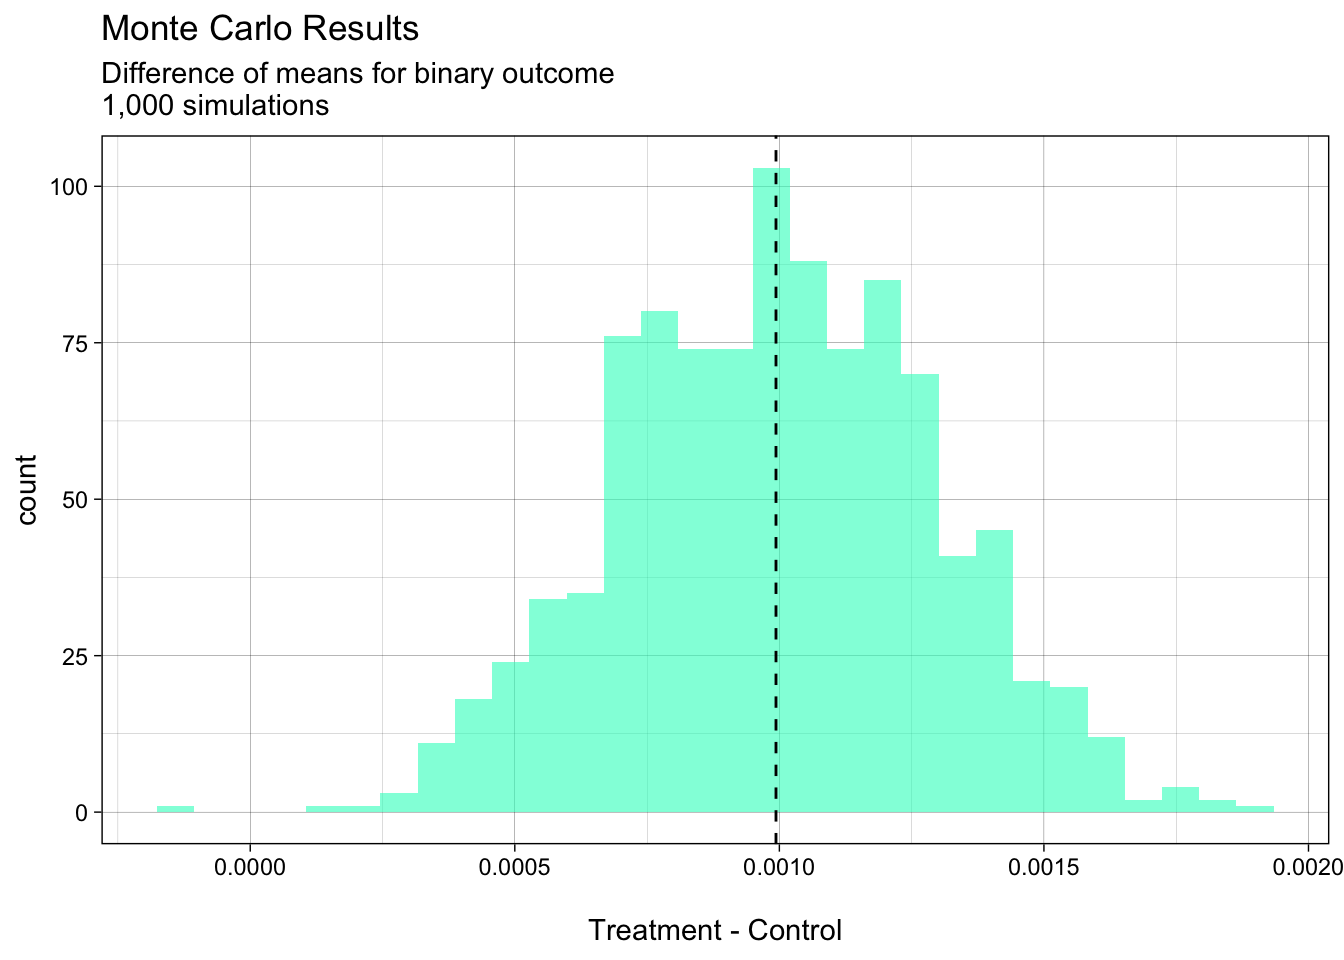 Monte Carlo Results
Difference of means for binary outcome
1,000 simulations
100
75
50
25
0
count
0.0000
0.0005
0.0010
0.0015
0.0020
Treatment - Control